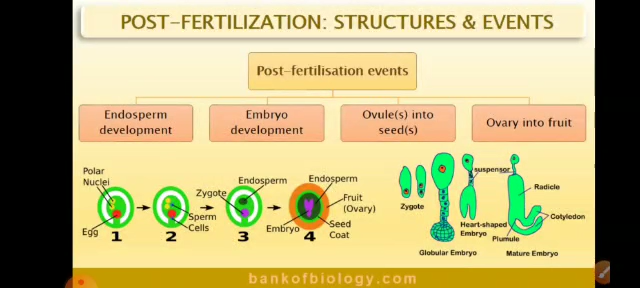 POST-FERTILIZATION: STRUCTURES & EVENTS
Post-fertilisation events
Endosperm
development
Embryo
development
Ovule(s) into
seed(s)
Ovary into fruit
Polar
Nuclei
Egg
1
2
Sperm
Cells
Zygote
Endosperm
3
Endosperm
Fruit
(Ovary)
Embryo
Seed
Coat
4
Zygote
suspensor
Globular Embryo
Heart-shaped
Embryo
Radicle
Cotyledon
Plumule
Mature Embryo
bankofbiology.com